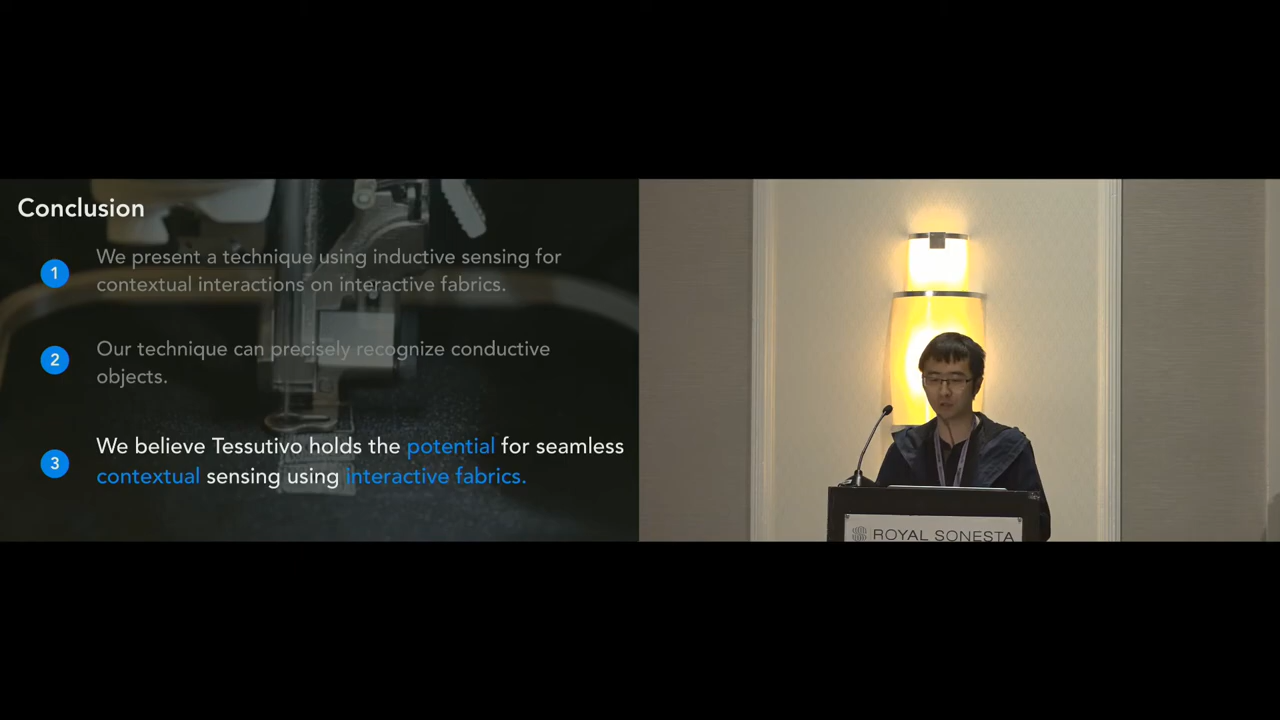 Conclusion
1
We present a technique using inductive sensing for
contextual interactions on interactive fabrics.
2
Our technique can precisely recognize conductive
objects.
3
We believe Tessutivo holds the potential for seamless
contextual sensing using interactive fabrics.
ROYAL SONESTA